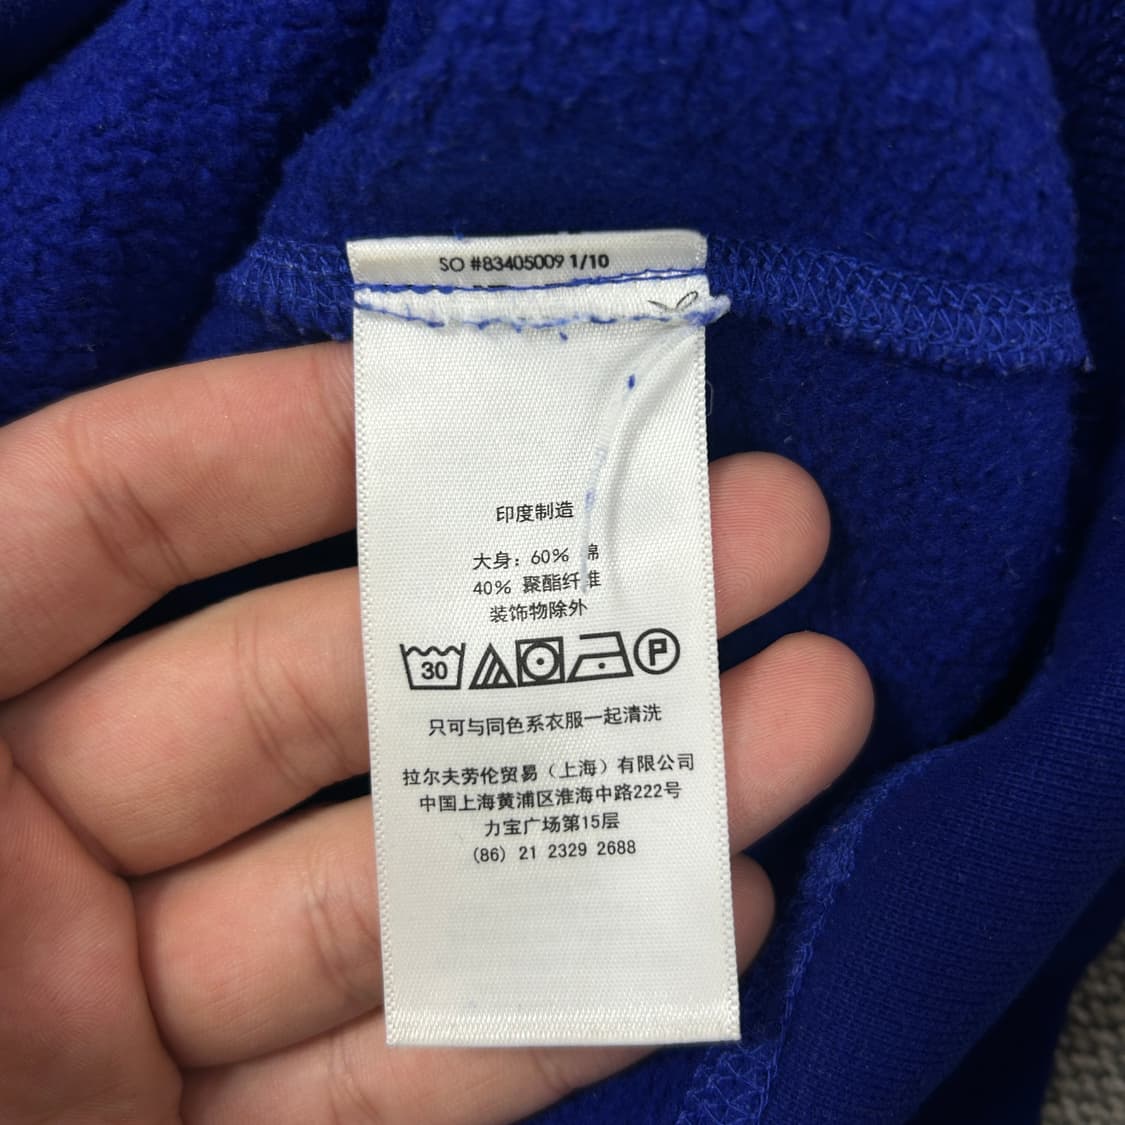 SO #83405009 1/10
印度制造
大身：60% 棉
40% 聚酯纤维
装饰物除外
30
P
只可与同色系衣服一起清洗
拉尔夫劳伦贸易（上海）有限公司
中国上海黄浦区淮海中路222号
力宝广场第15层
(86) 21 2329 2688